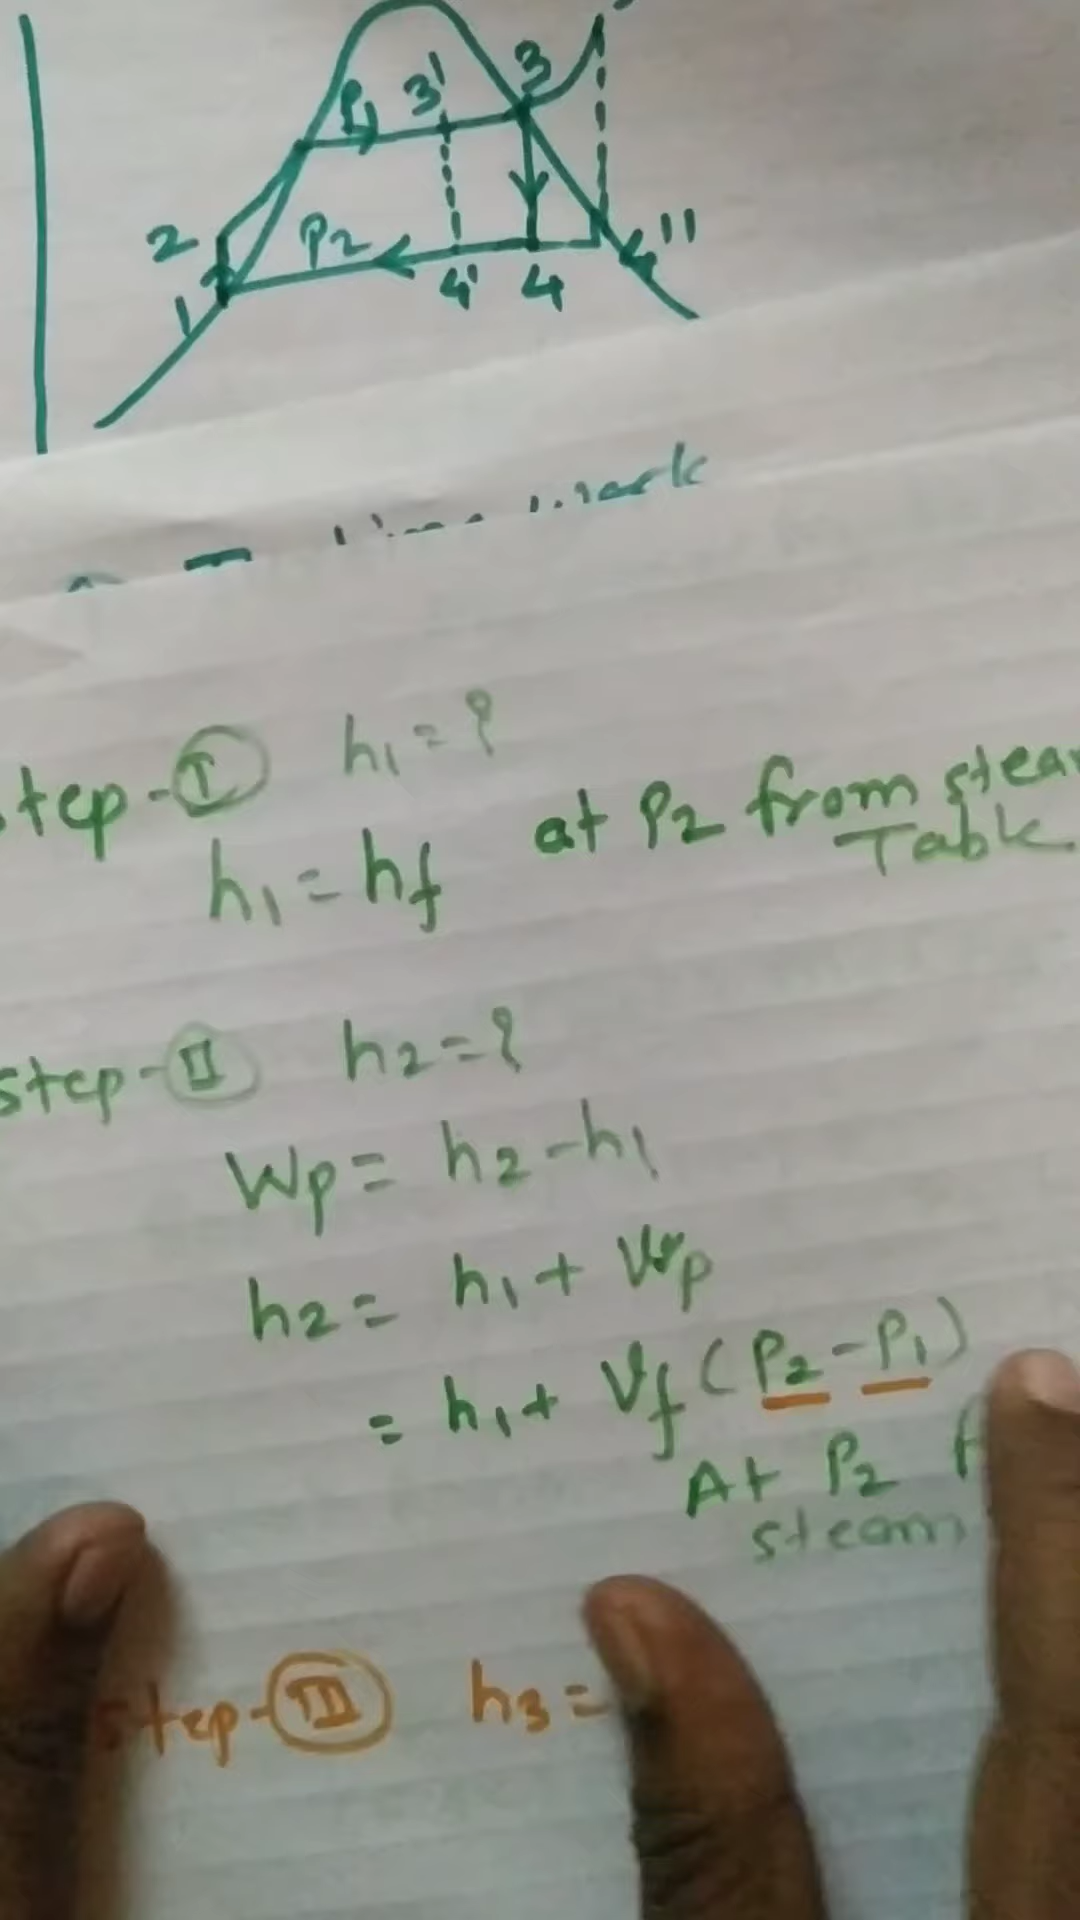 3' 3
P1
2 P2 4"
1 4' 4
step-I h1=?
h1=hf at P2 from steam
Table
step-II h2=?
Wp= h2-h1
h2= h1+ Wp
= h1+ Vf (P2-P1)
At P2
steam
step-III h3=